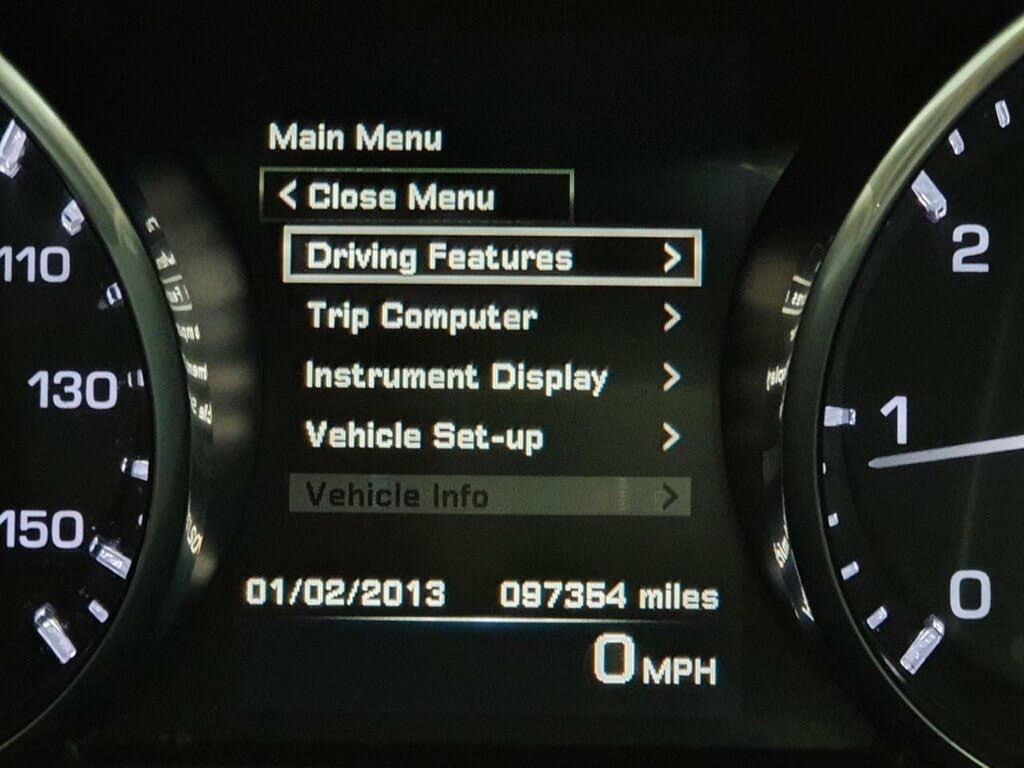 Main Menu
< Close Menu
Driving Features >
Trip Computer >
Instrument Display >
Vehicle Set-up >
Vehicle Info >
01/02/2013 097354 miles
0 MPH
110
130
150
2
1
0